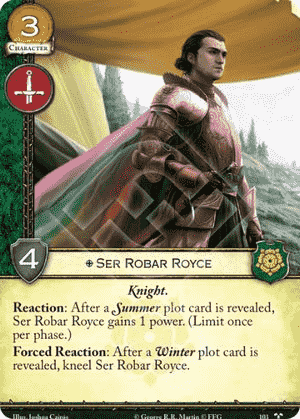 3
Character
4
Ser Robar Royce
Knight.
Reaction: After a Summer plot card is revealed,
Ser Robar Royce gains 1 power. (Limit once
per phase.)
Forced Reaction: After a Winter plot card is
revealed, kneel Ser Robar Royce.
Illus. Joshua Cairós © George R.R. Martin © FFG 103